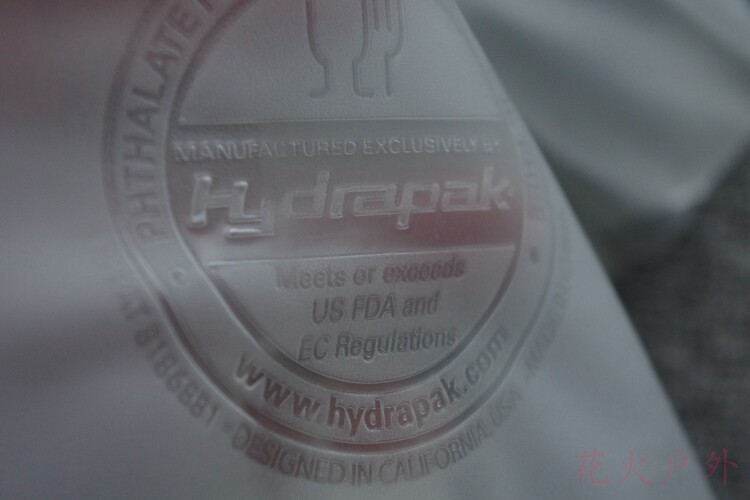 PHTHALATE
MANUFACTURED EXCLUSIVELY BY
Hydrapak
Meets or exceeds
US FDA and
EC Regulations
www.hydrapak.com
8186881 • DESIGNED IN CALIFORNIA, USA •
花火户外